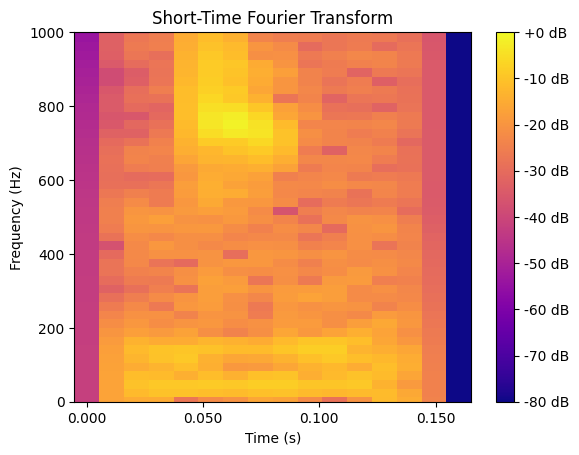 Short-Time Fourier Transform
1000
800
600
400
200
0
Frequency (Hz)
0.000
0.050
0.100
0.150
Time (s)
+0 dB
-10 dB
-20 dB
-30 dB
-40 dB
-50 dB
-60 dB
-70 dB
-80 dB